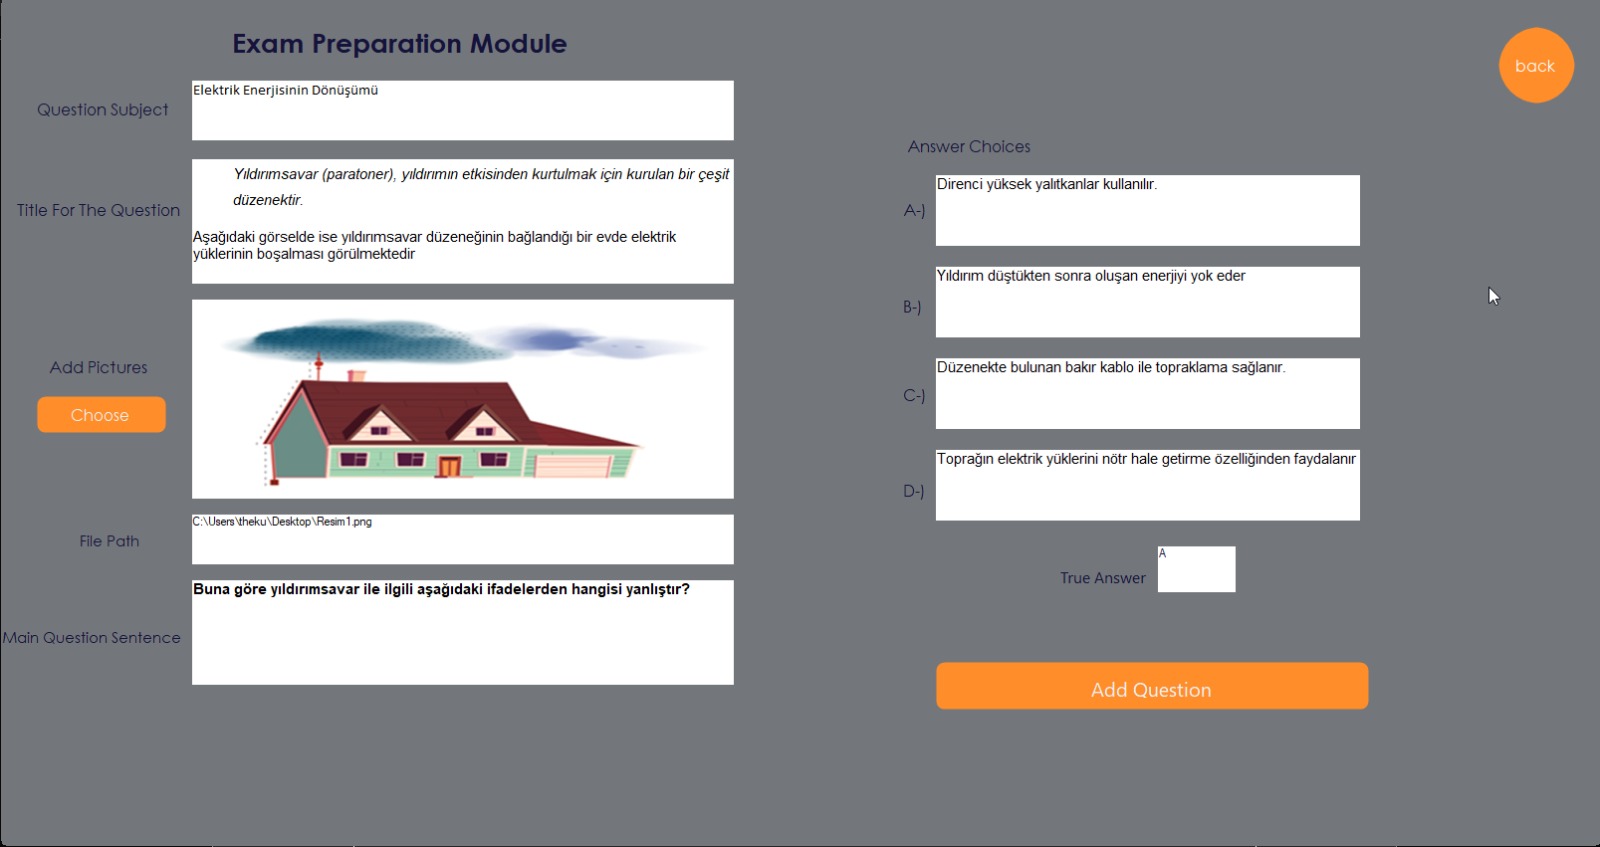 Exam Preparation Module
back
Question Subject
Elektrik Enerjisinin Dönüşümü
Title For The Question
Yıldırımsavar (paratoner), yıldırımın etkisinden kurtulmak için kurulan bir çeşit
düzenektir.
Aşağıdaki görselde ise yıldırımsavar düzeneğinin bağlandığı bir evde elektrik
yüklerinin boşalması görülmektedir
Add Pictures
Choose
File Path
C:\Users\theku\Desktop\Resim1.png
Main Question Sentence
Buna göre yıldırımsavar ile ilgili aşağıdaki ifadelerden hangisi yanlıştır?
Answer Choices
A-)
Direnci yüksek yalıtkanlar kullanılır.
B-)
Yıldırım düştükten sonra oluşan enerjiyi yok eder
C-)
Düzenekte bulunan bakır kablo ile topraklama sağlanır.
D-)
Toprağın elektrik yüklerini nötr hale getirme özelliğinden faydalanır
True Answer
A
Add Question